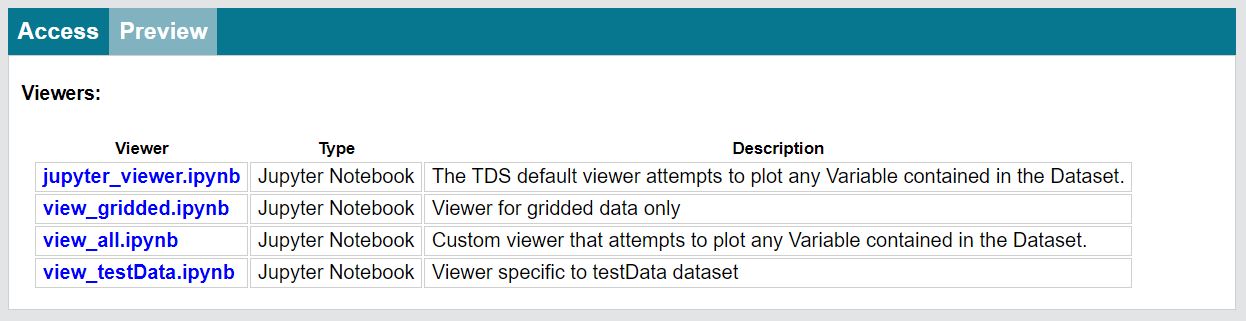 Access Preview
Viewers:
Viewer Type Description
jupyter_viewer.ipynb Jupyter Notebook The TDS default viewer attempts to plot any Variable contained in the Dataset.
view_gridded.ipynb Jupyter Notebook Viewer for gridded data only
view_all.ipynb Jupyter Notebook Custom viewer that attempts to plot any Variable contained in the Dataset.
view_testData.ipynb Jupyter Notebook Viewer specific to testData dataset